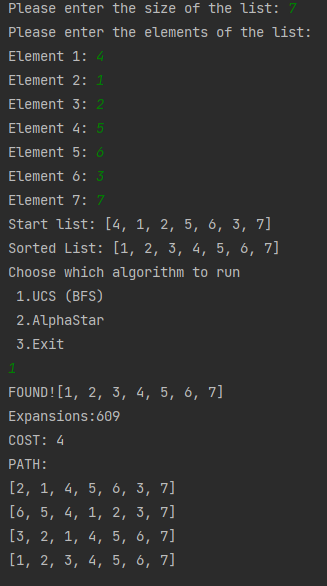 Please enter the size of the list: 7
Please enter the elements of the list:
Element 1: 4
Element 2: 1
Element 3: 2
Element 4: 5
Element 5: 6
Element 6: 3
Element 7: 7
Start list: [4, 1, 2, 5, 6, 3, 7]
Sorted List: [1, 2, 3, 4, 5, 6, 7]
Choose which algorithm to run
1.UCS (BFS)
2.AlphaStar
3.Exit
1
FOUND![1, 2, 3, 4, 5, 6, 7]
Expansions:609
COST: 4
PATH:
[2, 1, 4, 5, 6, 3, 7]
[6, 5, 4, 1, 2, 3, 7]
[3, 2, 1, 4, 5, 6, 7]
[1, 2, 3, 4, 5, 6, 7]